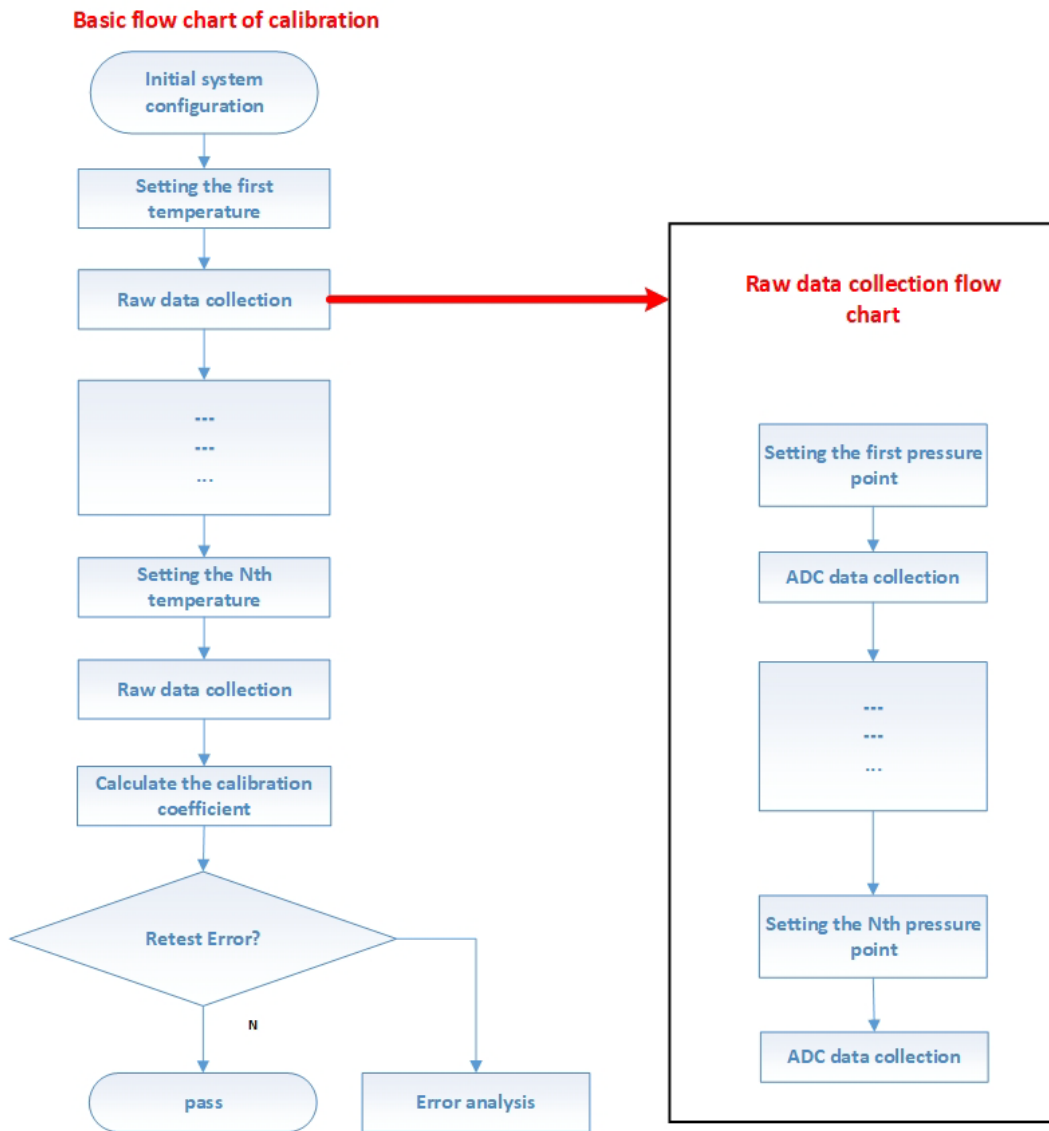 Basic flow chart of calibration
Initial system
configuration
Setting the first
temperature
Raw data collection
---
---
...
Setting the Nth
temperature
Raw data collection
Calculate the calibration
coefficient
Retest Error?
N
pass
Error analysis
Raw data collection flow
chart
Setting the first pressure
point
ADC data collection
---
---
...
Setting the Nth pressure
point
ADC data collection